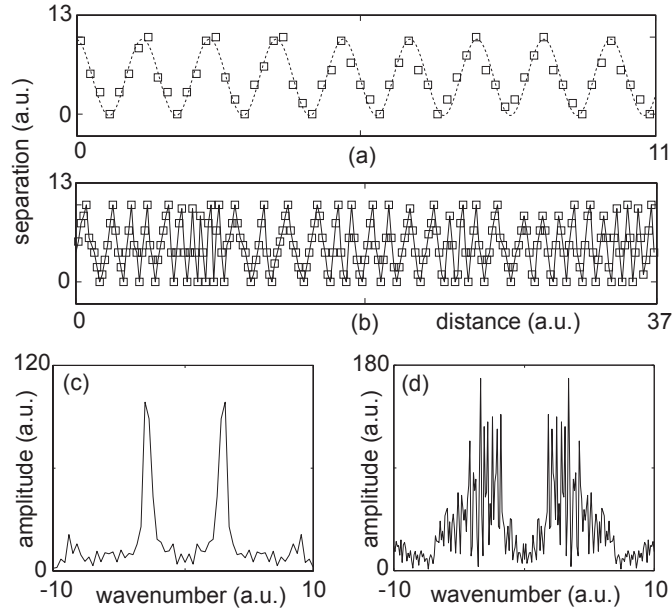 13
0
0
(a)
11
separation (a.u.)
13
0
0
(b)
distance (a.u.)
37
120
(c)
amplitude (a.u.)
0
-10
wavenumber (a.u.)
10
180
(d)
amplitude (a.u.)
0
-10
wavenumber (a.u.)
10